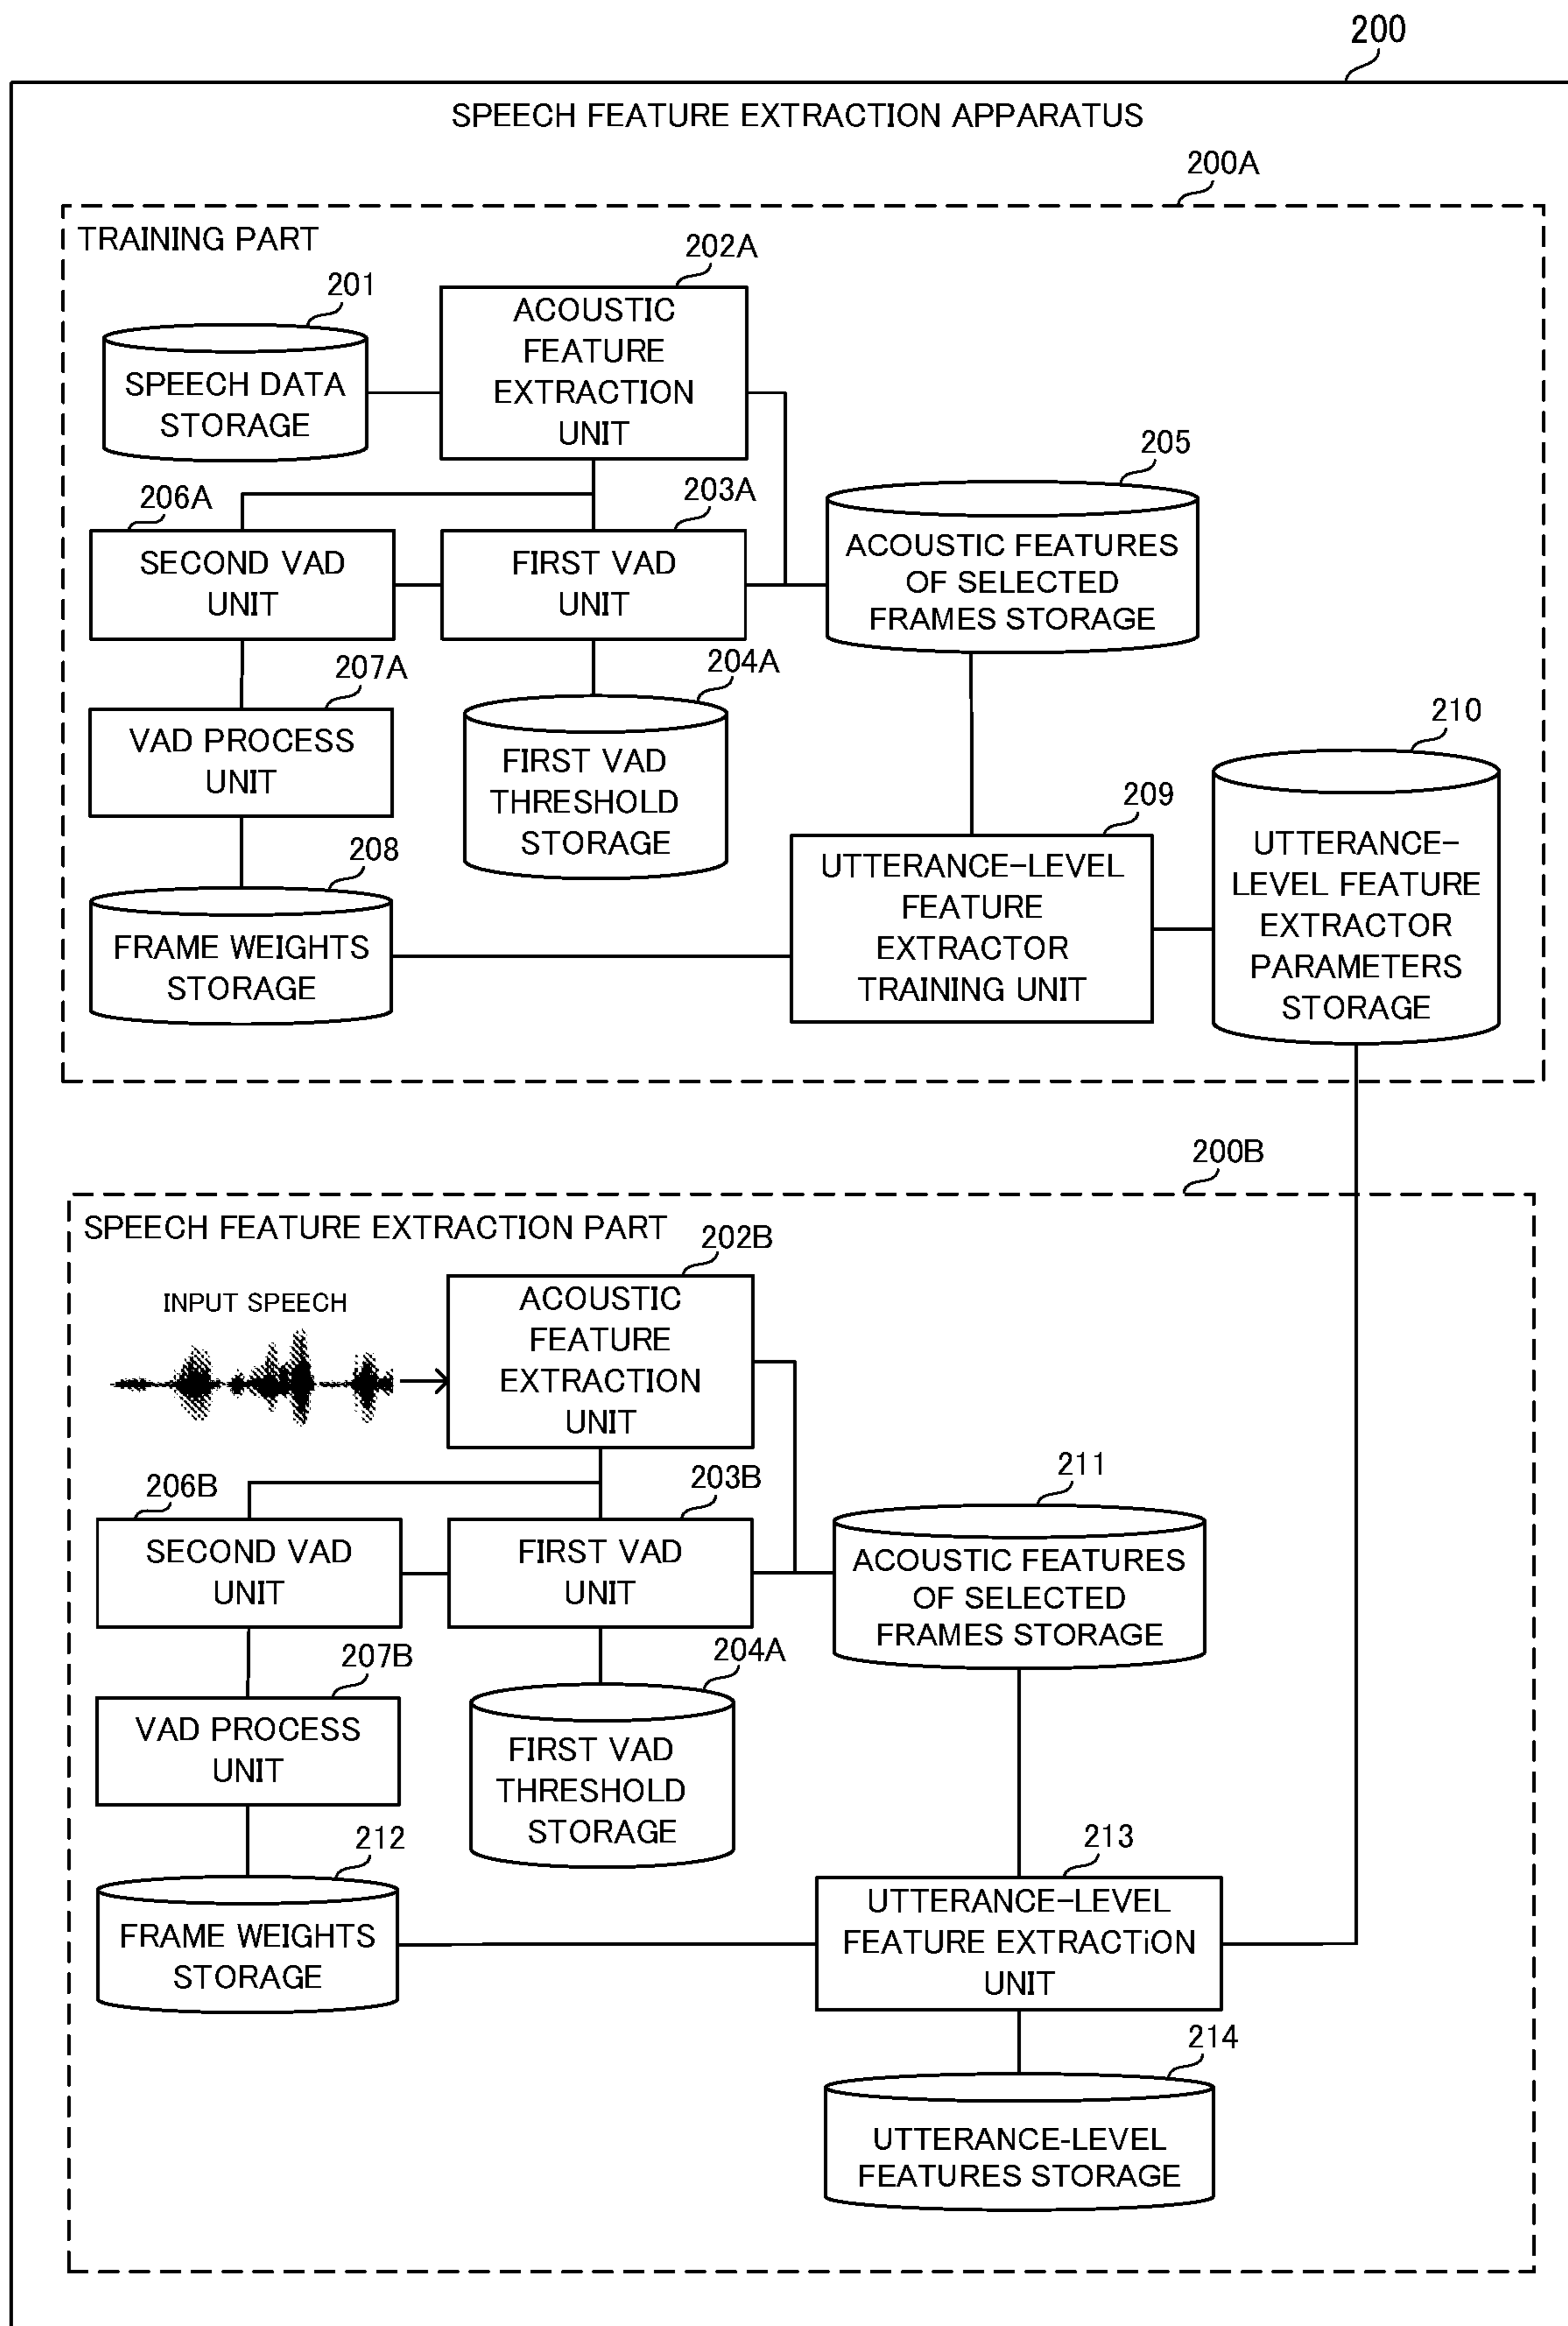 200
SPEECH FEATURE EXTRACTION APPARATUS
200A
TRAINING PART
202A
201
ACOUSTIC
FEATURE
EXTRACTION
UNIT
SPEECH DATA
STORAGE
205
206A
203A
ACOUSTIC FEATURES
OF SELECTED
FRAMES STORAGE
SECOND VAD
UNIT
FIRST VAD
UNIT
207A
204A
210
VAD PROCESS
UNIT
FIRST VAD
THRESHOLD
STORAGE
209
208
UTTERANCE-LEVEL
FEATURE
EXTRACTOR
TRAINING UNIT
UTTERANCE-
LEVEL FEATURE
EXTRACTOR
PARAMETERS
STORAGE
FRAME WEIGHTS
STORAGE
200B
SPEECH FEATURE EXTRACTION PART
202B
INPUT SPEECH
ACOUSTIC
FEATURE
EXTRACTION
UNIT
211
206B
203B
SECOND VAD
UNIT
FIRST VAD
UNIT
ACOUSTIC FEATURES
OF SELECTED
FRAMES STORAGE
207B
204A
VAD PROCESS
UNIT
FIRST VAD
THRESHOLD
STORAGE
212
213
FRAME WEIGHTS
STORAGE
UTTERANCE-LEVEL
FEATURE EXTRACTiON
UNIT
214
UTTERANCE-LEVEL
FEATURES STORAGE